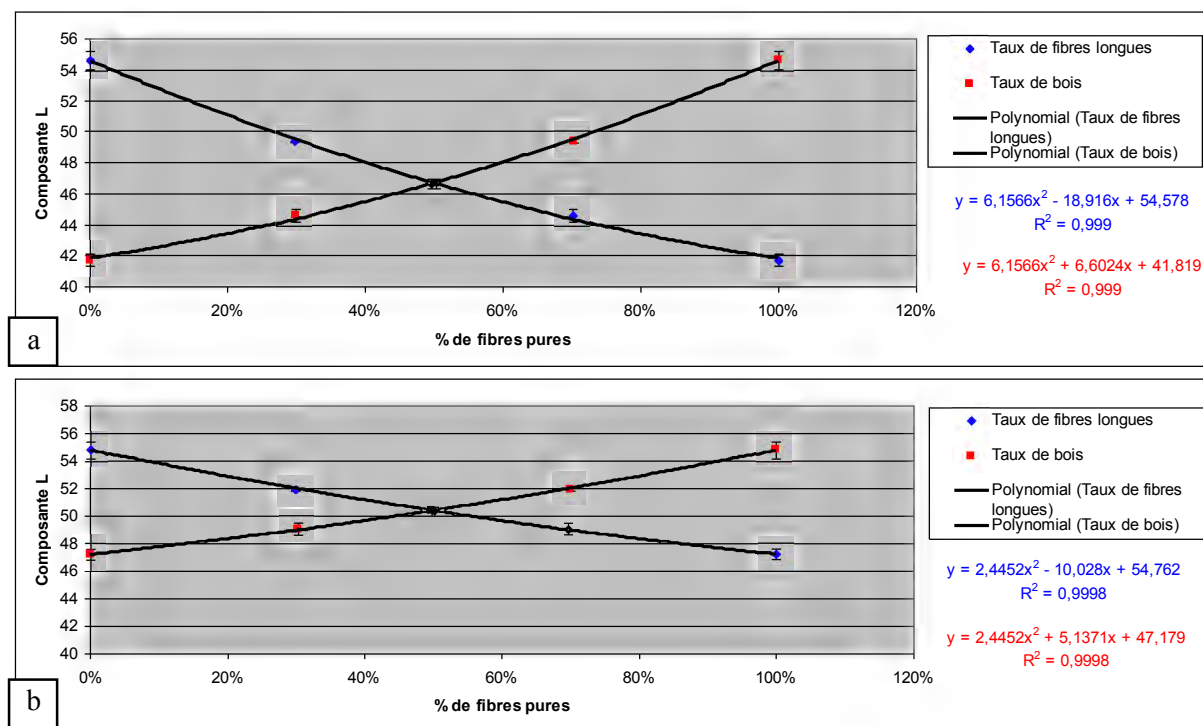 56
54
52
50
48
46
44
42
40
Composante L
0%
20%
40%
60%
80%
100%
120%
% de fibres pures
Taux de fibres longues
Taux de bois
Polynomial (Taux de fibres
longues)
Polynomial (Taux de bois)
y = 6,1566x² - 18,916x + 54,578
R² = 0,999
y = 6,1566x² + 6,6024x + 41,819
R² = 0,999
a
58
56
54
52
50
48
46
44
42
40
Composante L
0%
20%
40%
60%
80%
100%
120%
% de fibres pures
Taux de fibres longues
Taux de bois
Polynomial (Taux de fibres
longues)
Polynomial (Taux de bois)
y = 2,4452x² - 10,028x + 54,762
R² = 0,9998
y = 2,4452x² + 5,1371x + 47,179
R² = 0,9998
b